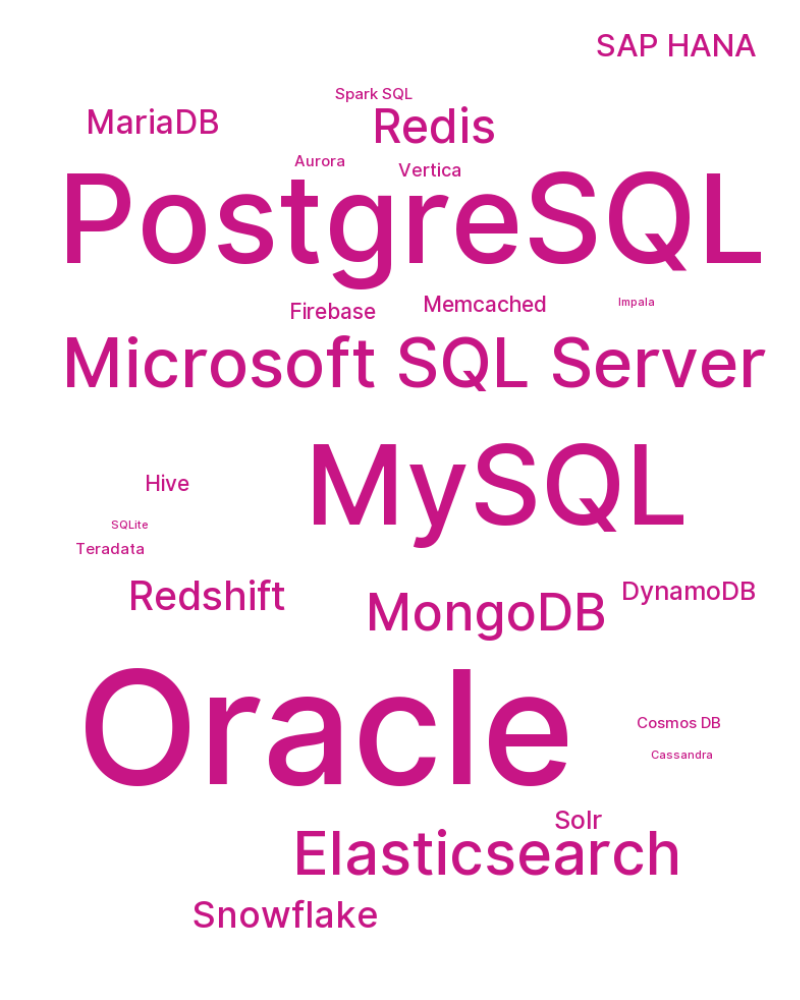 SAP HANA
Spark SQL
MariaDB
Redis
Aurora
Vertica
PostgreSQL
Firebase
Memcached
Impala
Microsoft SQL Server
MySQL
Hive
SQLite
Teradata
Redshift
MongoDB
DynamoDB
Oracle
Cosmos DB
Cassandra
Solr
Elasticsearch
Snowflake